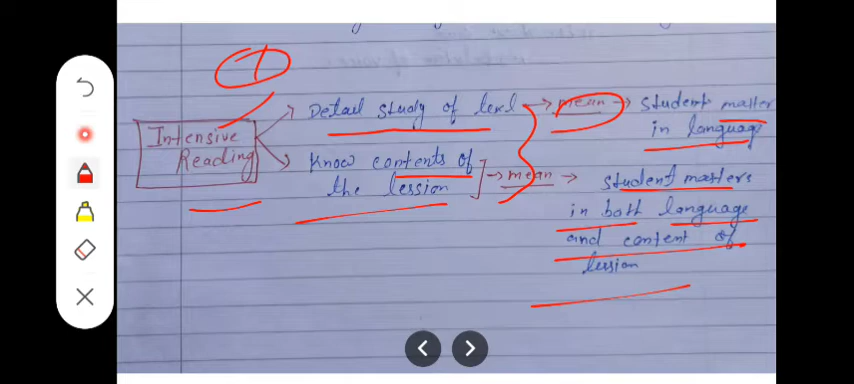 1
Intensive Reading
Detail study of text → mean → student master in language
Know contents of the lession → mean → student masters in both language and content of lession